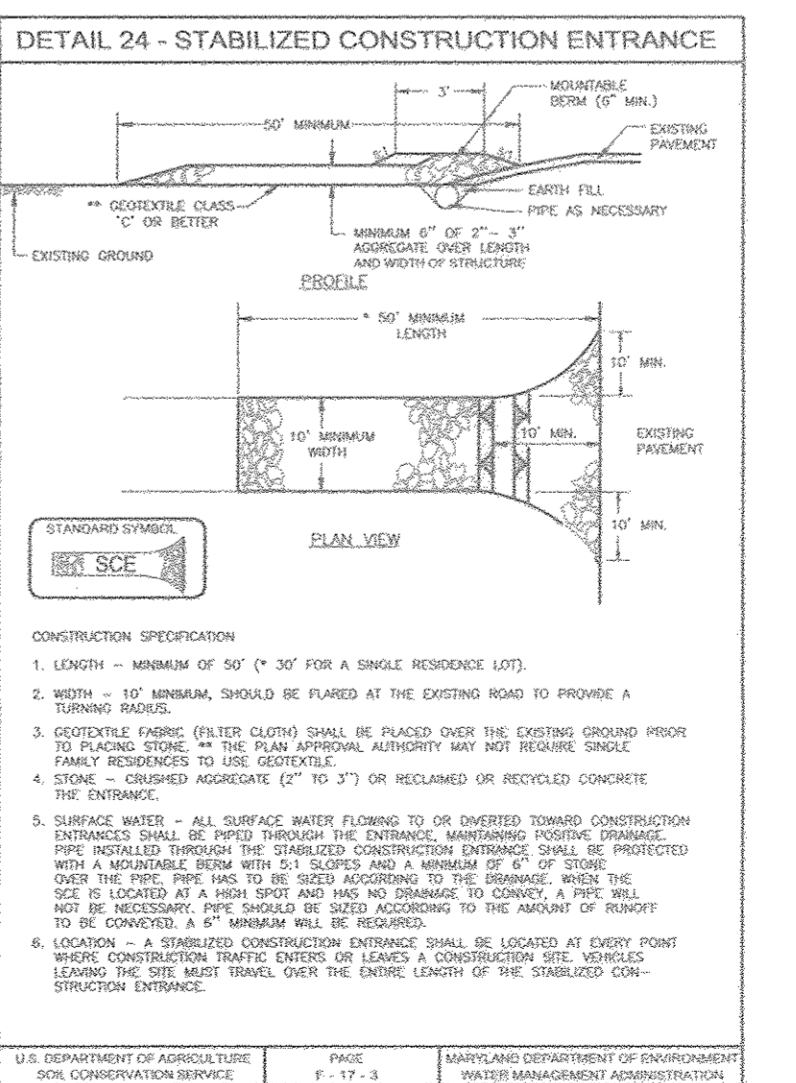 DETAIL 24 - STABILIZED CONSTRUCTION ENTRANCE
3'
MOUNTABLE
BERM (6" MIN.)
50' MINIMUM
EXISTING
PAVEMENT
5:1
5:1
** GEOTEXTILE CLASS
"C" OR BETTER
EARTH FILL
PIPE AS NECESSARY
EXISTING GROUND
MINIMUM 6" OF 2"- 3"
AGGREGATE OVER LENGTH
AND WIDTH OF STRUCTURE
PROFILE
* 50' MINIMUM
LENGTH
10' MIN.
10' MINIMUM
WIDTH
10' MIN.
EXISTING
PAVEMENT
10' MIN.
PLAN VIEW
STANDARD SYMBOL
SCE
CONSTRUCTION SPECIFICATION
1. LENGTH - MINIMUM OF 50' (* 30' FOR A SINGLE RESIDENCE LOT).
2. WIDTH - 10' MINIMUM, SHOULD BE FLARED AT THE EXISTING ROAD TO PROVIDE A
TURNING RADIUS.
3. GEOTEXTILE FABRIC (FILTER CLOTH) SHALL BE PLACED OVER THE EXISTING GROUND PRIOR
TO PLACING STONE. ** THE PLAN APPROVAL AUTHORITY MAY NOT REQUIRE SINGLE
FAMILY RESIDENCES TO USE GEOTEXTILE.
4. STONE - CRUSHED AGGREGATE (2" TO 3") OR RECLAIMED OR RECYCLED CONCRETE
THE ENTRANCE.
5. SURFACE WATER - ALL SURFACE WATER FLOWING TO OR DIVERTED TOWARD CONSTRUCTION
ENTRANCES SHALL BE PIPED THROUGH THE ENTRANCE, MAINTAINING POSITIVE DRAINAGE.
PIPE INSTALLED THROUGH THE STABILIZED CONSTRUCTION ENTRANCE SHALL BE PROTECTED
WITH A MOUNTABLE BERM WITH 5:1 SLOPES AND A MINIMUM OF 6" OF STONE
OVER THE PIPE. PIPE HAS TO BE SIZED ACCORDING TO THE DRAINAGE. WHEN THE
SCE IS LOCATED AT A HIGH SPOT AND HAS NO DRAINAGE TO CONVEY, A PIPE WILL
NOT BE NECESSARY. PIPE SHOULD BE SIZED ACCORDING TO THE AMOUNT OF RUNOFF
TO BE CONVEYED. A 6" MINIMUM WILL BE REQUIRED.
6. LOCATION - A STABILIZED CONSTRUCTION ENTRANCE SHALL BE LOCATED AT EVERY POINT
WHERE CONSTRUCTION TRAFFIC ENTERS OR LEAVES A CONSTRUCTION SITE. VEHICLES
LEAVING THE SITE MUST TRAVEL OVER THE ENTIRE LENGTH OF THE STABILIZED CON-
STRUCTION ENTRANCE.
U.S. DEPARTMENT OF AGRICULTURE
SOIL CONSERVATION SERVICE
PAGE
F - 17 - 3
MARYLAND DEPARTMENT OF ENVIRONMENT
WATER MANAGEMENT ADMINISTRATION